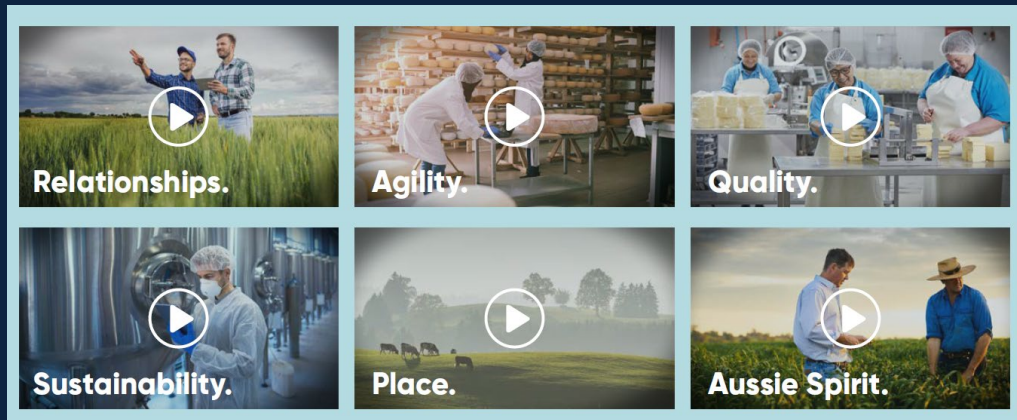 Relationships.
Agility.
Quality.
Sustainability.
Place.
Aussie Spirit.